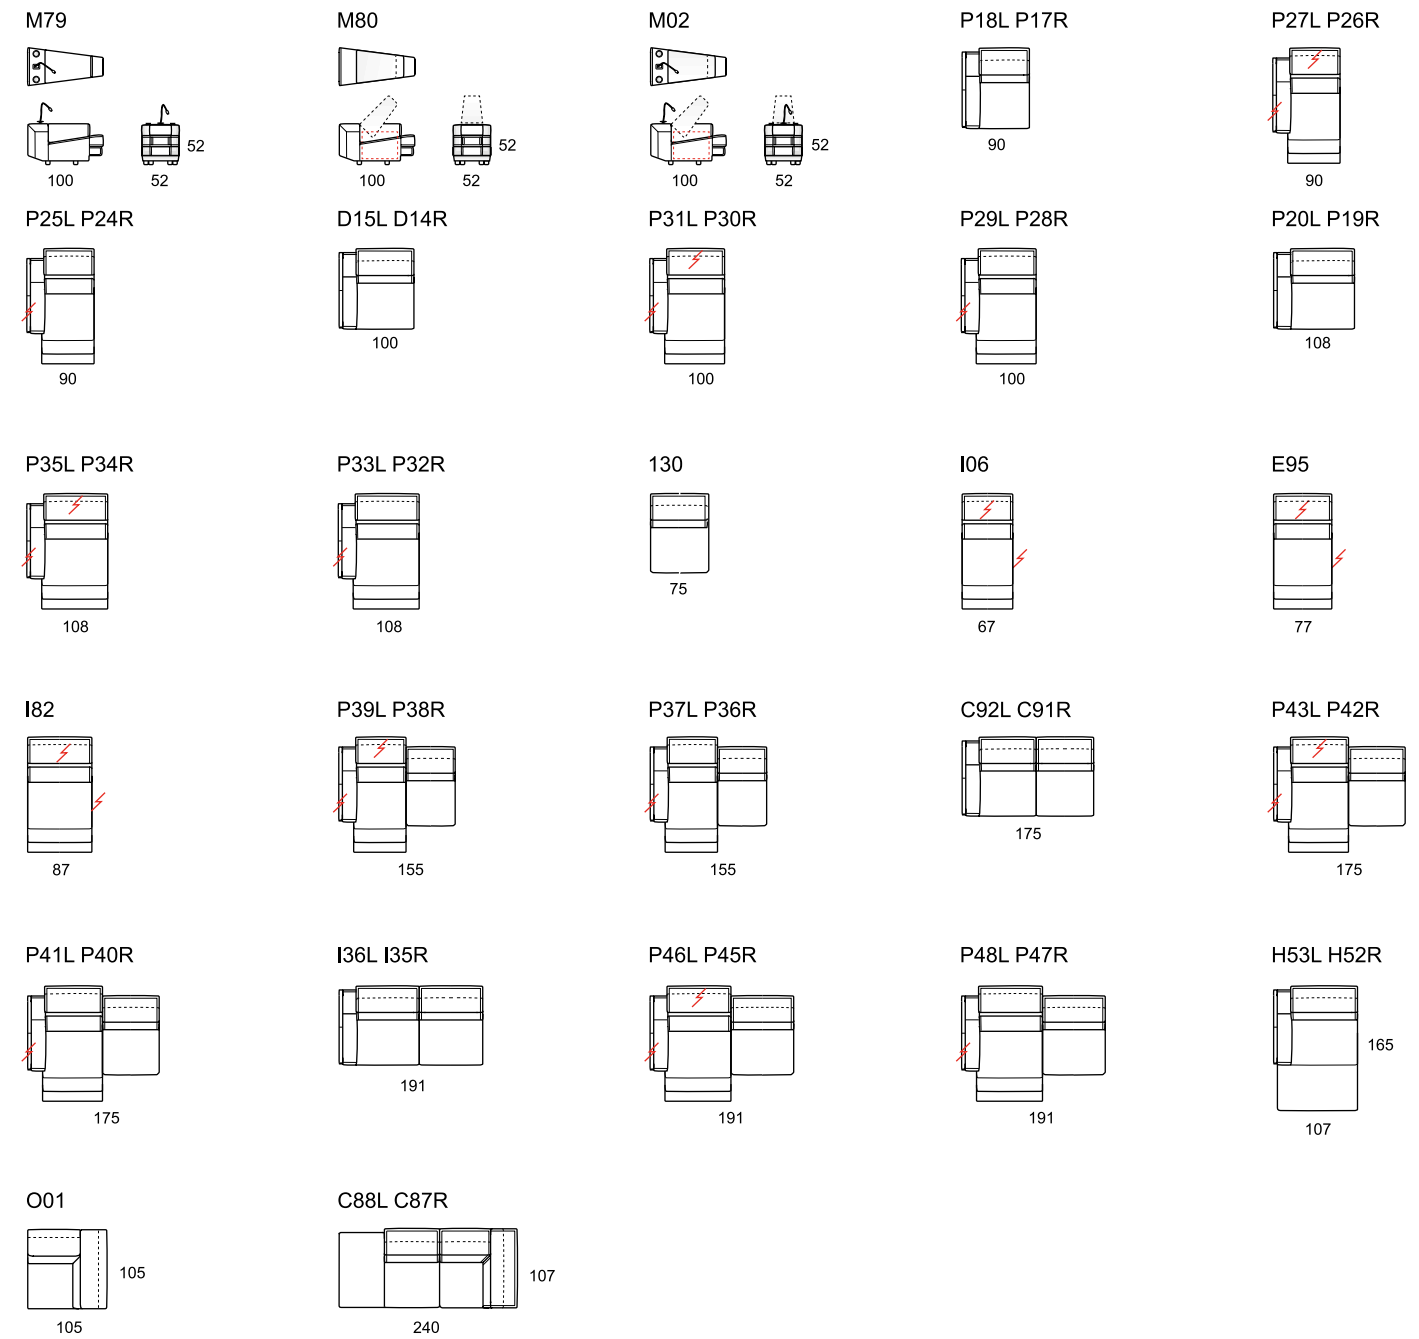 M79 M80 M02 P18L P17R P27L P26R
52 52 52
100 52 100 52 100 52 90 90
P25L P24R D15L D14R P31L P30R P29L P28R P20L P19R
90 100 100 100 108
P35L P34R P33L P32R 130 I06 E95
108 108 75 67 77
I82 P39L P38R P37L P36R C92L C91R P43L P42R
87 155 155 175 175
P41L P40R I36L I35R P46L P45R P48L P47R H53L H52R
165
175 191 191 191 107
O01 C88L C87R
105 107
105 240